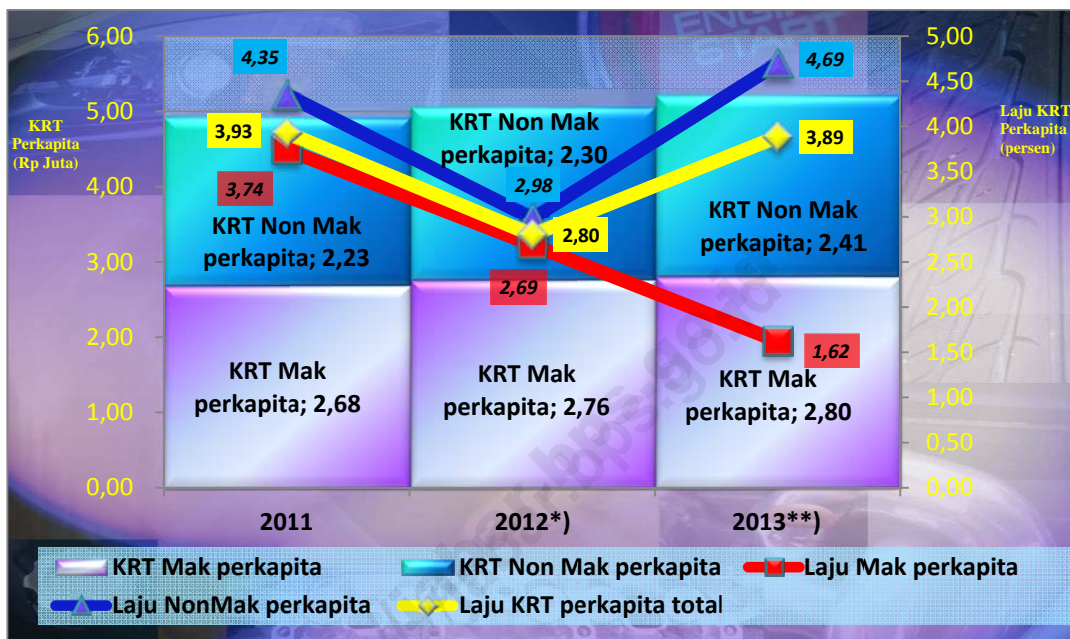 ENGINE
START
6,00
5,00
4,00
3,00
2,00
1,00
0,00
KRT
Perkapita
(Rp Juta)
5,00
4,50
4,00
3,50
3,00
2,50
2,00
1,50
1,00
0,50
0,00
Laju KRT
Perkapita
(persen)
4,35
3,93
3,74
KRT Non Mak
perkapita; 2,23
KRT Mak
perkapita; 2,68
KRT Non Mak
perkapita; 2,30
2,98
2,80
2,69
KRT Mak
perkapita; 2,76
4,69
3,89
KRT Non Mak
perkapita; 2,41
1,62
KRT Mak
perkapita; 2,80
2011
2012*)
2013**)
KRT Mak perkapita
KRT Non Mak perkapita
Laju Mak perkapita
Laju NonMak perkapita
Laju KRT perkapita total